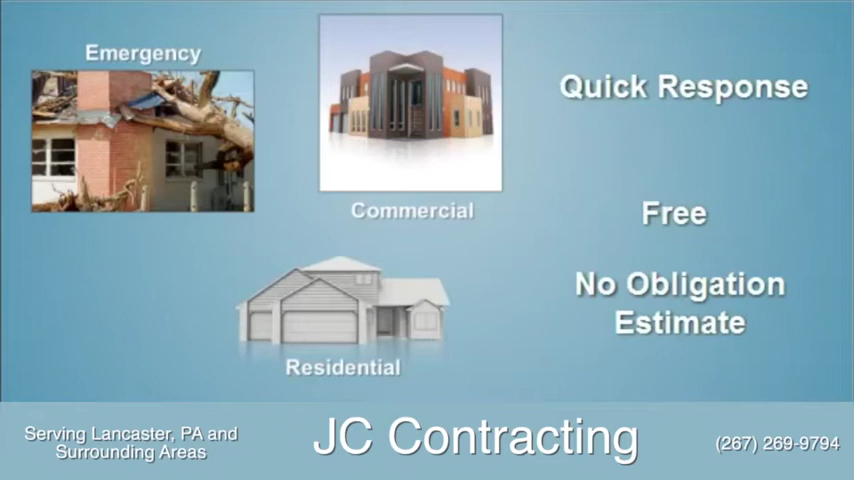 Emergency
Commercial
Residential
Quick Response
Free
No Obligation
Estimate
Serving Lancaster, PA and
Surrounding Areas
JC Contracting
(267) 269-9794